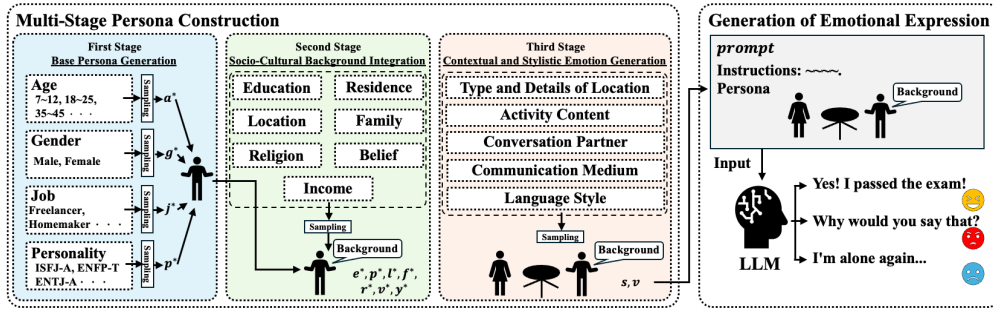 Multi-Stage Persona Construction
First Stage
Base Persona Generation
Age
7~12, 18~25,
35~45 · · ·
Sampling
a*
Gender
Male, Female
Sampling
g*
Job
Freelancer,
Homemaker · · ·
Sampling
j*
Personality
ISFJ-A, ENFP-T
ENTJ-A · · ·
Sampling
p*
Second Stage
Socio-Cultural Background Integration
Education
Residence
Location
Family
Religion
Belief
Income
Sampling
Background
e*, p*, l*, f*,
r*, v*, y*
Third Stage
Contextual and Stylistic Emotion Generation
Type and Details of Location
Activity Content
Conversation Partner
Communication Medium
Language Style
Sampling
Background
s, v
Generation of Emotional Expression
prompt
Instructions: ~~~~.
Persona
Background
Input
LLM
Yes! I passed the exam!
Why would you say that?
I'm alone again...